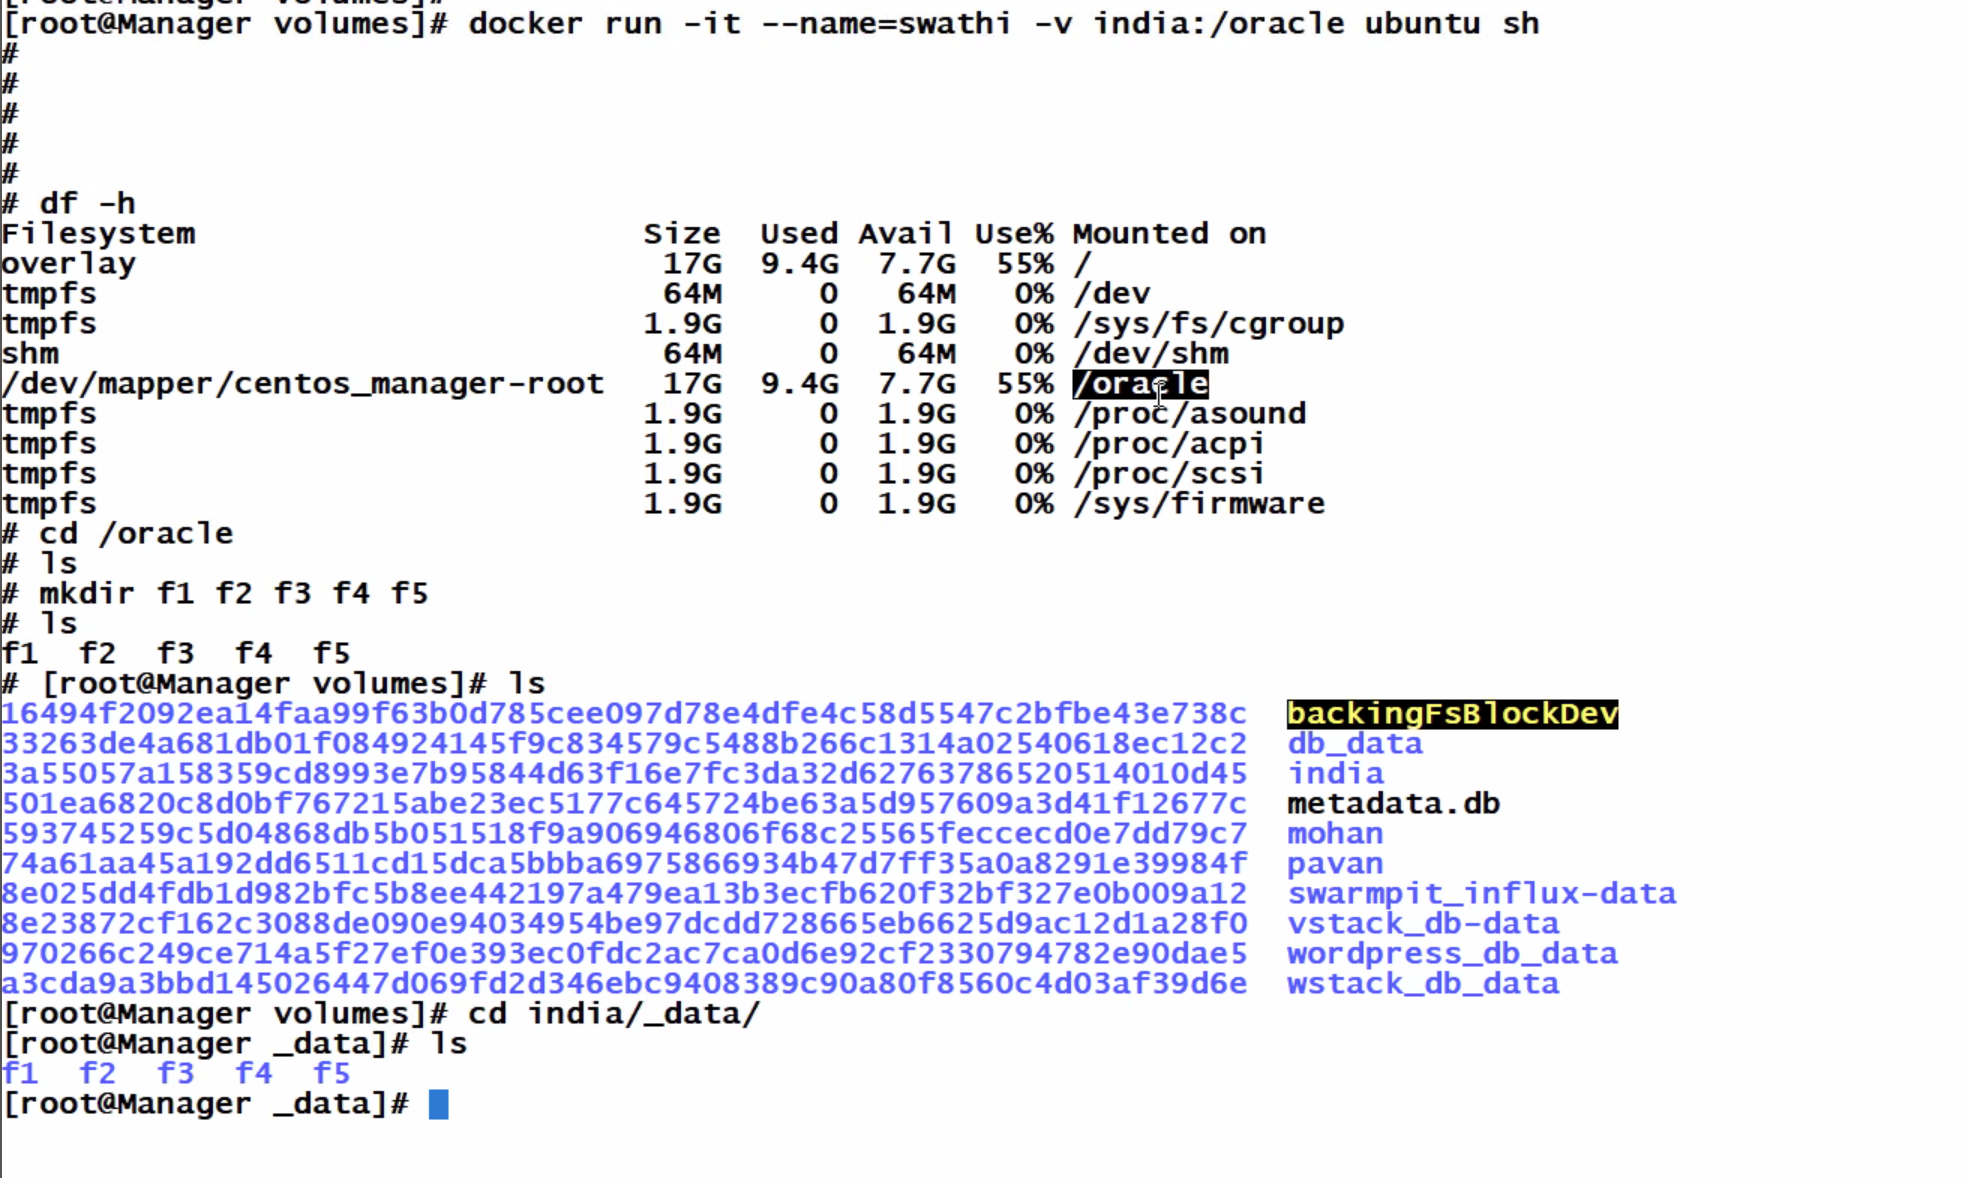 [root@Manager volumes]#
[root@Manager volumes]# docker run -it --name=swathi -v india:/oracle ubuntu sh
#
#
#
#
#
# df -h
Filesystem Size Used Avail Use% Mounted on
overlay 17G 9.4G 7.7G 55% /
tmpfs 64M 0 64M 0% /dev
tmpfs 1.9G 0 1.9G 0% /sys/fs/cgroup
shm 64M 0 64M 0% /dev/shm
/dev/mapper/centos_manager-root 17G 9.4G 7.7G 55% /oracle
tmpfs 1.9G 0 1.9G 0% /proc/asound
tmpfs 1.9G 0 1.9G 0% /proc/acpi
tmpfs 1.9G 0 1.9G 0% /proc/scsi
tmpfs 1.9G 0 1.9G 0% /sys/firmware
# cd /oracle
# ls
# mkdir f1 f2 f3 f4 f5
# ls
f1 f2 f3 f4 f5
# [root@Manager volumes]# ls
16494f2092ea14faa99f63b0d785cee097d78e4dfe4c58d5547c2bfbe43e738c backingFsBlockDev
33263de4a681db01f084924145f9c834579c5488b266c1314a02540618ec12c2 db_data
3a55057a158359cd8993e7b95844d63f16e7fc3da32d62763786520514010d45 india
501ea6820c8d0bf767215abe23ec5177c645724be63a5d957609a3d41f12677c metadata.db
593745259c5d04868db5b051518f9a906946806f68c25565feccecd0e7dd79c7 mohan
74a61aa45a192dd6511cd15dca5bbba6975866934b47d7ff35a0a8291e39984f pavan
8e025dd4fdb1d982bfc5b8ee442197a479ea13b3ecfb620f32bf327e0b009a12 swarmpit_influx-data
8e23872cf162c3088de090e94034954be97dcdd728665eb6625d9ac12d1a28f0 vstack_db-data
970266c249ce714a5f27ef0e393ec0fdc2ac7ca0d6e92cf2330794782e90dae5 wordpress_db_data
a3cda9a3bbd145026447d069fd2d346ebc9408389c90a80f8560c4d03af39d6e wstack_db_data
[root@Manager volumes]# cd india/_data/
[root@Manager _data]# ls
f1 f2 f3 f4 f5
[root@Manager _data]#